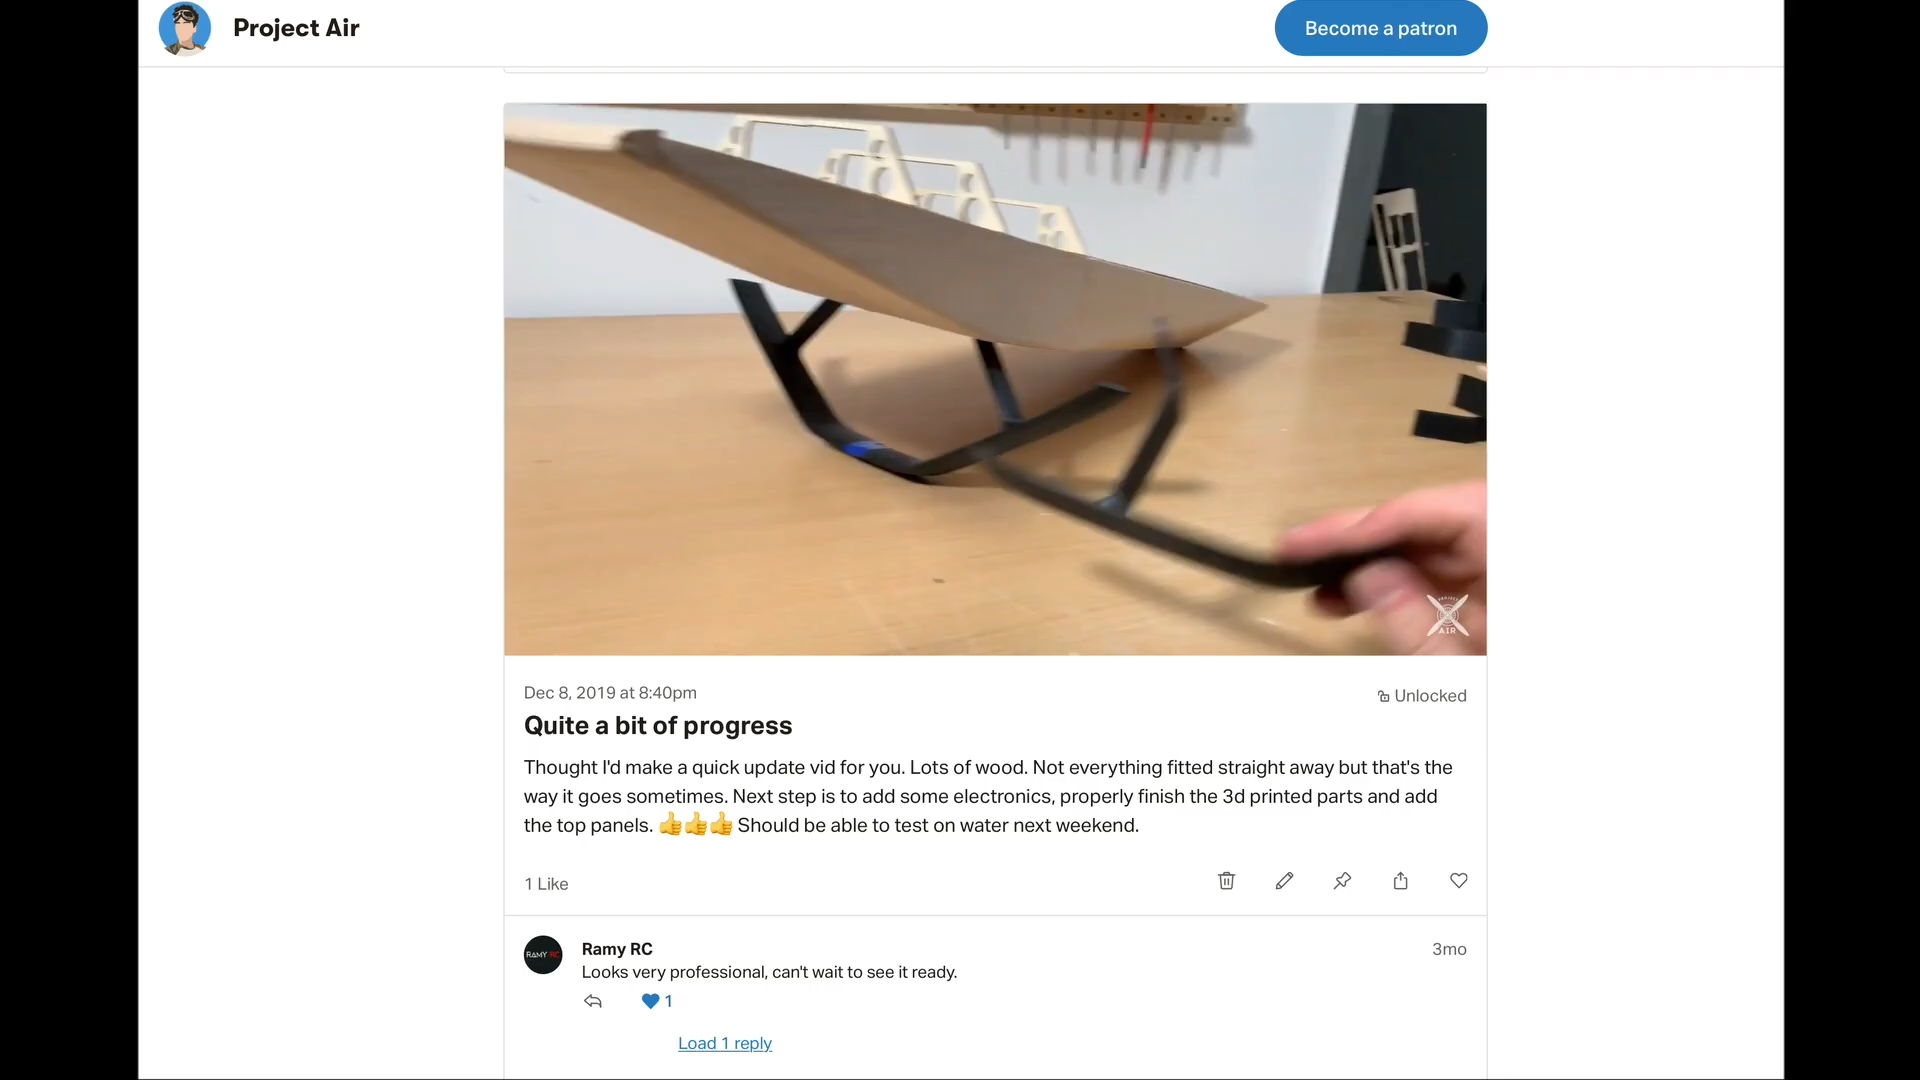 Project Air
Become a patron
PROJECT
AIR
Dec 8, 2019 at 8:40pm
Unlocked
Quite a bit of progress
Thought I'd make a quick update vid for you. Lots of wood. Not everything fitted straight away but that's the
way it goes sometimes. Next step is to add some electronics, properly finish the 3d printed parts and add
the top panels. 👍👍👍 Should be able to test on water next weekend.
1 Like
RAMY RC
Ramy RC
3mo
Looks very professional, can't wait to see it ready.
1
Load 1 reply